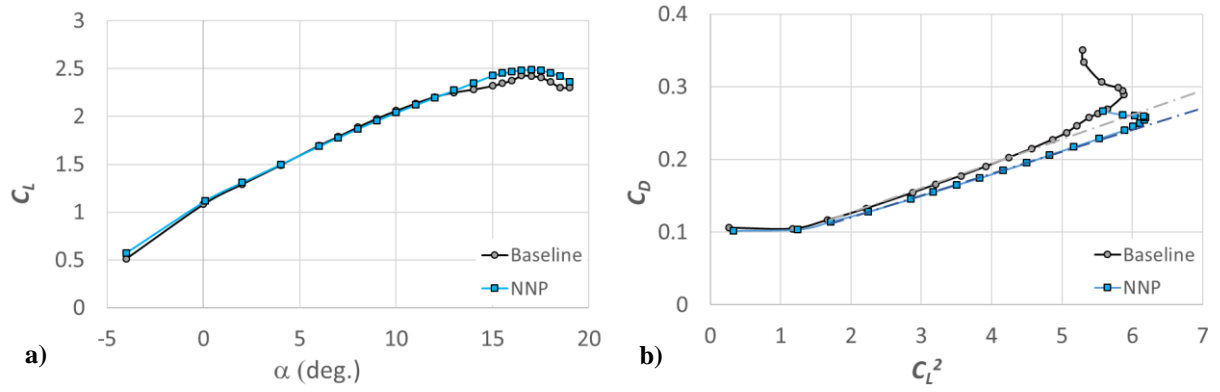 3
2.5
2
1.5
1
0.5
0
C_L
-5 0 5 10 15 20
α (deg.)
Baseline
NNP
a)
0.4
0.3
0.2
0.1
0
C_D
0 1 2 3 4 5 6 7
C_L²
Baseline
NNP
b)